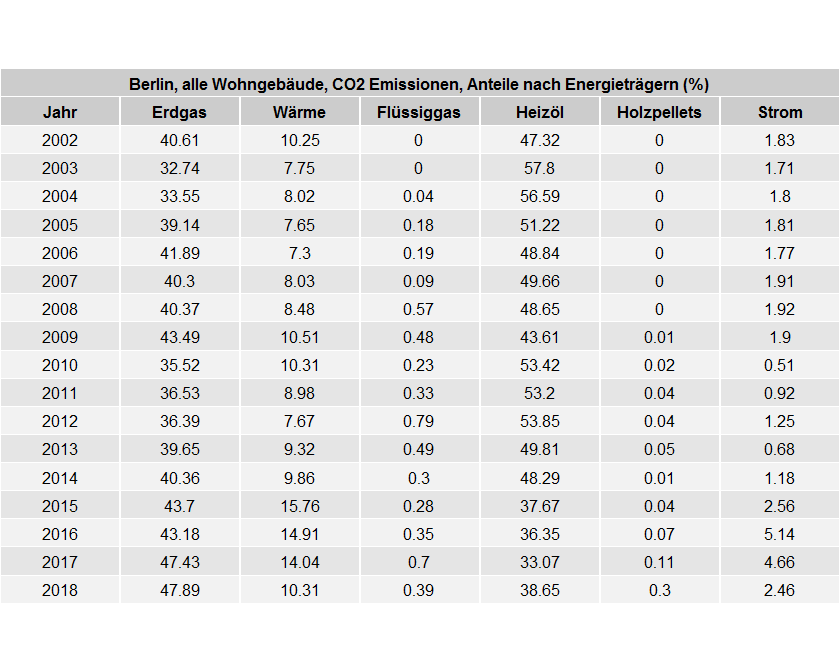 Berlin, alle Wohngebäude, CO2 Emissionen, Anteile nach Energieträgern (%)
Jahr Erdgas Wärme Flüssiggas Heizöl Holzpellets Strom
2002 40.61 10.25 0 47.32 0 1.83
2003 32.74 7.75 0 57.8 0 1.71
2004 33.55 8.02 0.04 56.59 0 1.8
2005 39.14 7.65 0.18 51.22 0 1.81
2006 41.89 7.3 0.19 48.84 0 1.77
2007 40.3 8.03 0.09 49.66 0 1.91
2008 40.37 8.48 0.57 48.65 0 1.92
2009 43.49 10.51 0.48 43.61 0.01 1.9
2010 35.52 10.31 0.23 53.42 0.02 0.51
2011 36.53 8.98 0.33 53.2 0.04 0.92
2012 36.39 7.67 0.79 53.85 0.04 1.25
2013 39.65 9.32 0.49 49.81 0.05 0.68
2014 40.36 9.86 0.3 48.29 0.01 1.18
2015 43.7 15.76 0.28 37.67 0.04 2.56
2016 43.18 14.91 0.35 36.35 0.07 5.14
2017 47.43 14.04 0.7 33.07 0.11 4.66
2018 47.89 10.31 0.39 38.65 0.3 2.46